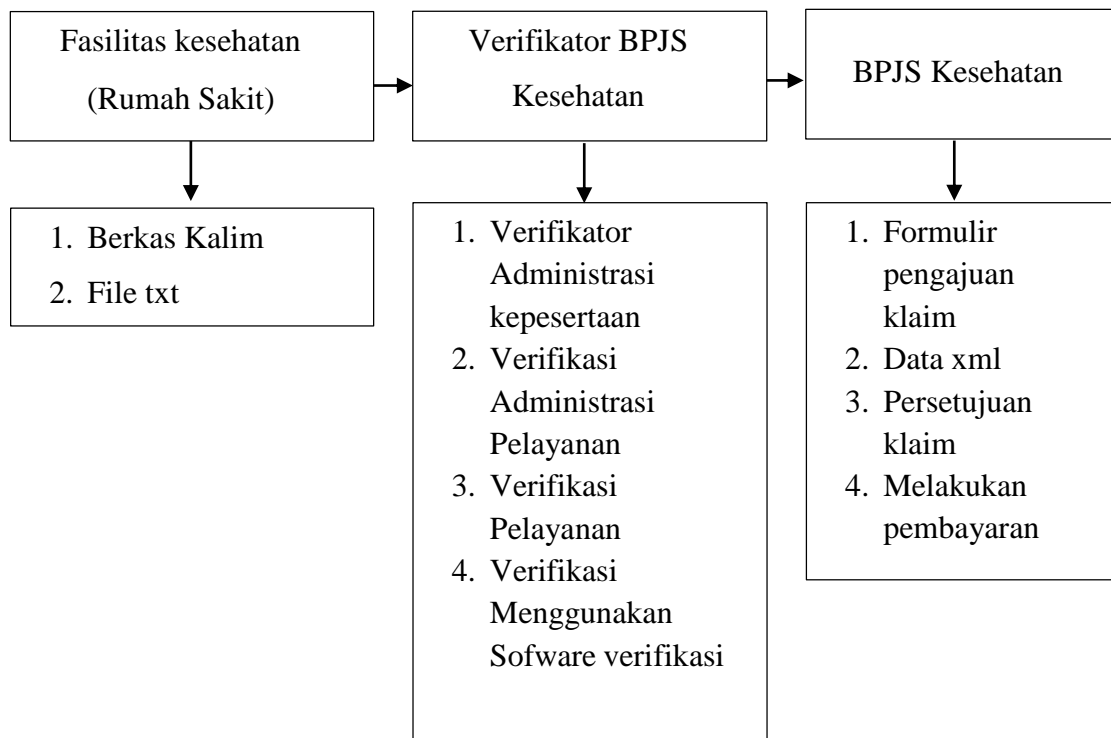 Fasilitas kesehatan
(Rumah Sakit)
Verifikator BPJS
Kesehatan
BPJS Kesehatan
1. Berkas Kalim
2. File txt
1. Verifikator
Administrasi
kepesertaan
2. Verifikasi
Administrasi
Pelayanan
3. Verifikasi
Pelayanan
4. Verifikasi
Menggunakan
Sofware verifikasi
1. Formulir
pengajuan
klaim
2. Data xml
3. Persetujuan
klaim
4. Melakukan
pembayaran